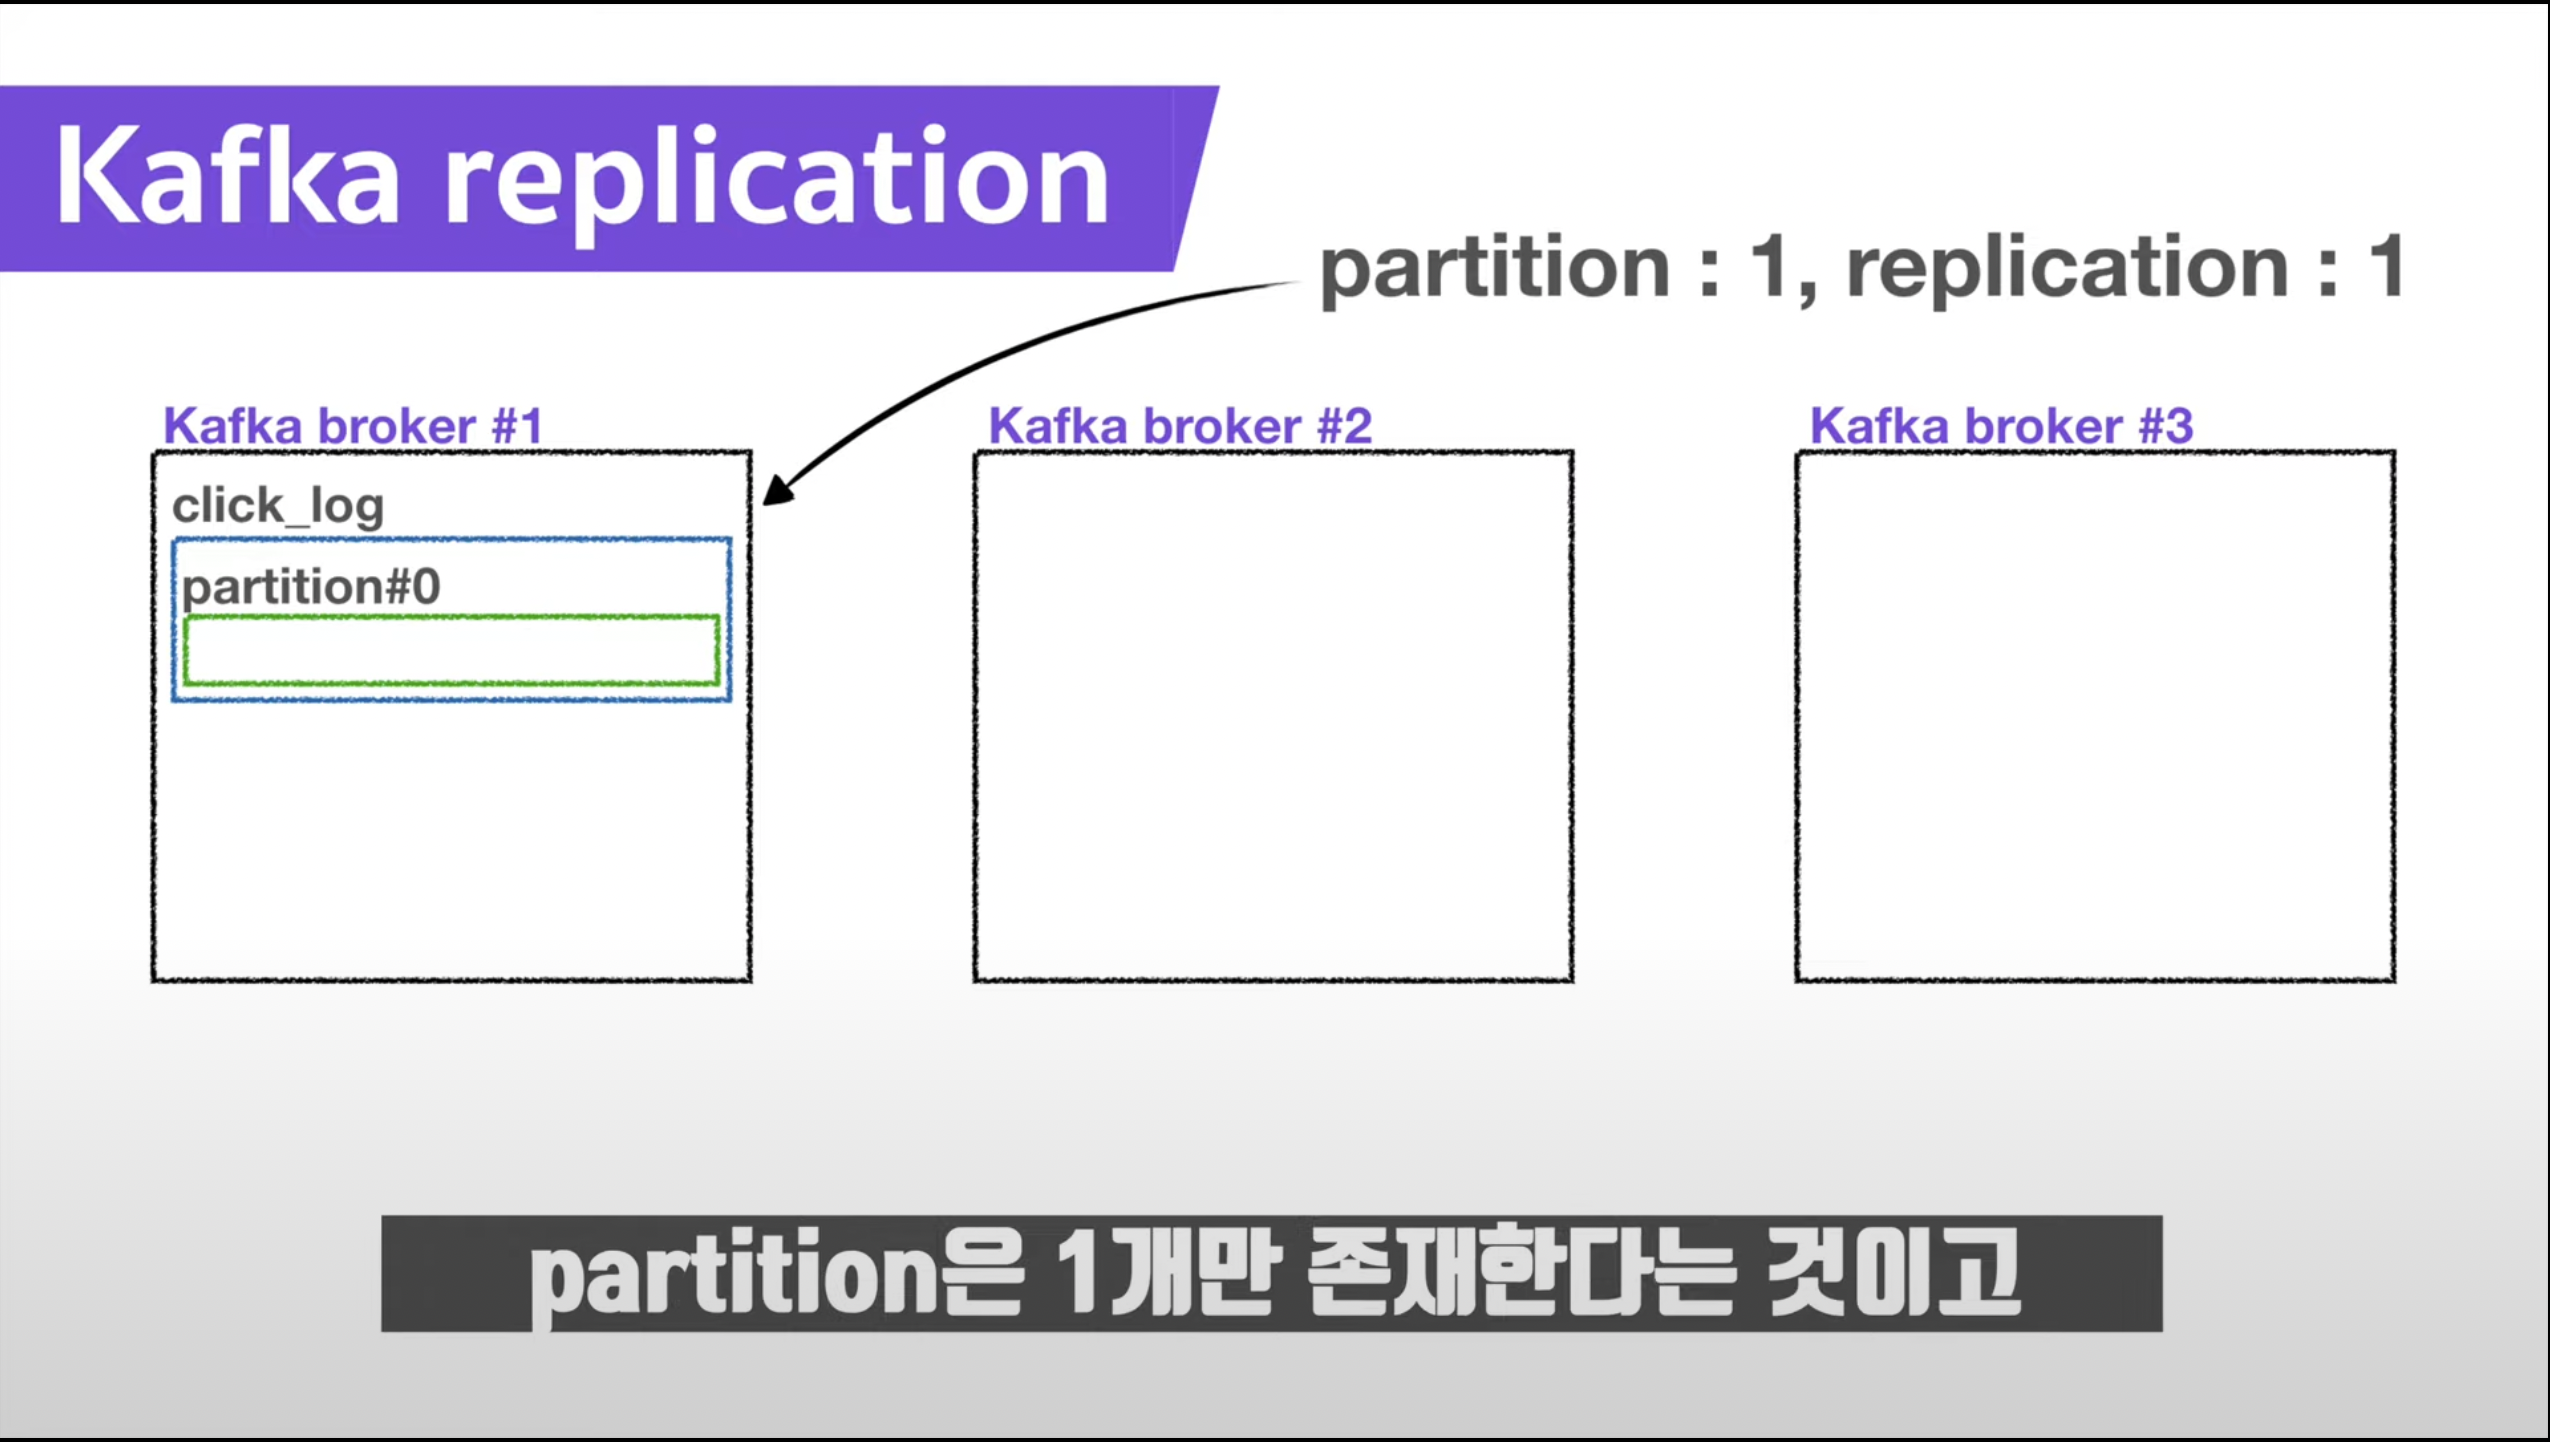 Kafka replication
partition : 1, replication : 1
Kafka broker #1
click_log
partition#0
Kafka broker #2
Kafka broker #3
partition은 1개만 존재한다는 것이고